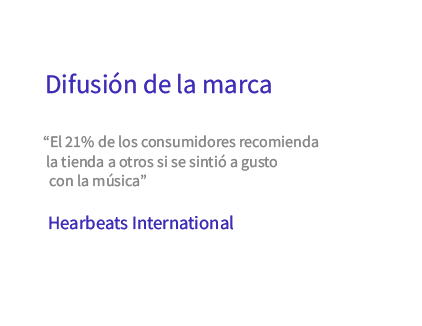 Difusión de la marca
“El 21% de los consumidores recomienda
la tienda a otros si se sintió a gusto
con la música”
Hearbeats International